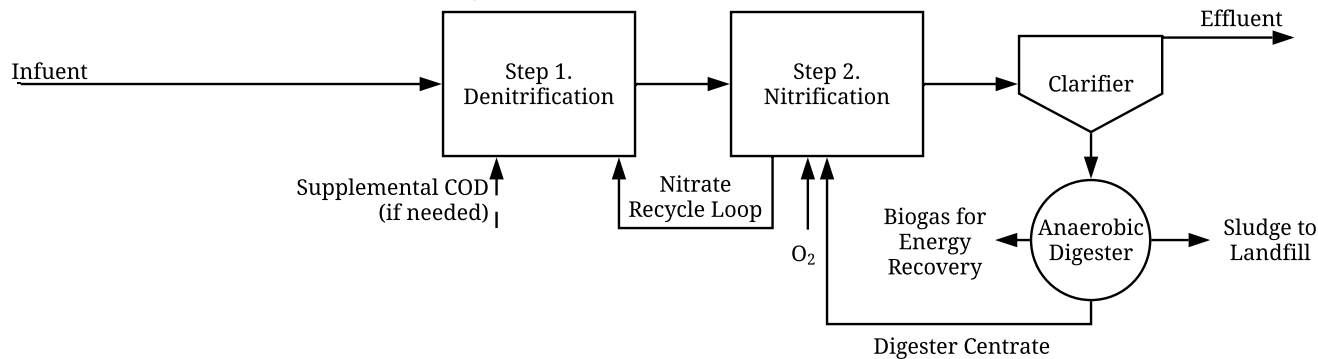 Effluent
Infuent
Step 1.
Denitrification
Step 2.
Nitrification
Clarifier
Supplemental COD
(if needed)
Nitrate
Recycle Loop
O₂
Biogas for
Energy
Recovery
Anaerobic
Digester
Sludge to
Landfill
Digester Centrate